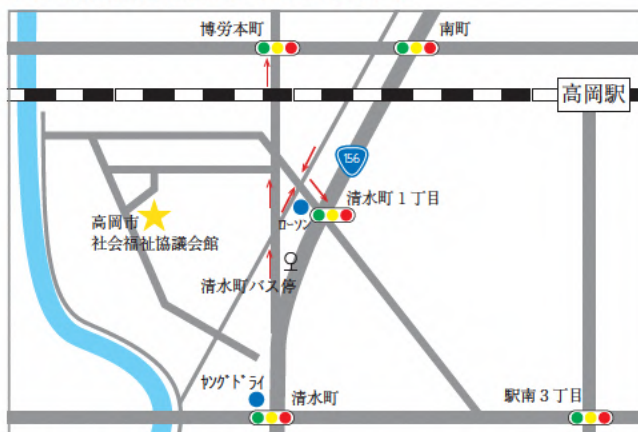 博労本町
南町
高岡駅
156
清水町1丁目
ローソン
高岡市
社会福祉協議会館
清水町バス停
ヤングドライ
清水町
駅南3丁目